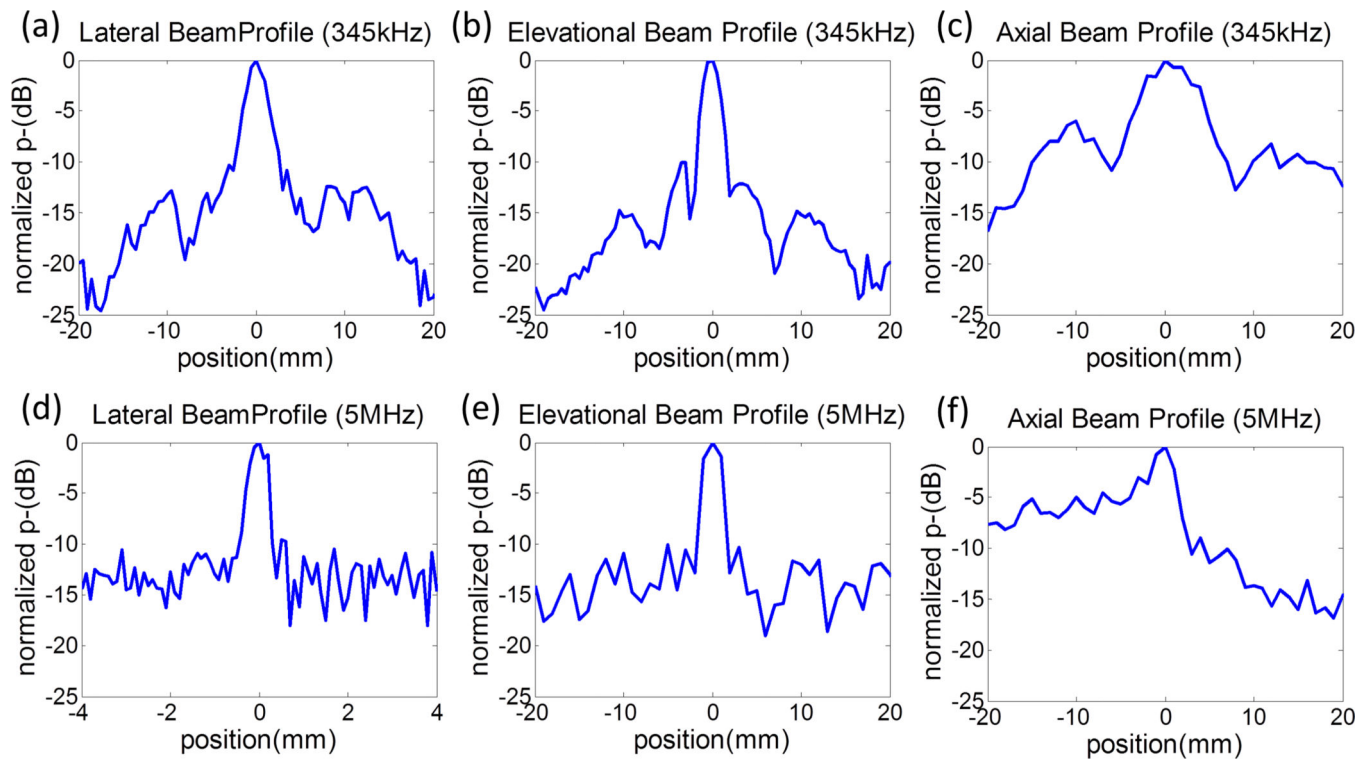 (a) Lateral BeamProfile (345kHz)
normalized p-(dB)
0
-5
-10
-15
-20
-25
-20 -10 0 10 20
position(mm)
(b) Elevational Beam Profile (345kHz)
normalized p-(dB)
0
-5
-10
-15
-20
-25
-20 -10 0 10 20
position(mm)
(c) Axial Beam Profile (345kHz)
normalized p-(dB)
0
-5
-10
-15
-20
-25
-20 -10 0 10 20
position(mm)
(d) Lateral BeamProfile (5MHz)
normalized p-(dB)
0
-5
-10
-15
-20
-25
-4 -2 0 2 4
position(mm)
(e) Elevational Beam Profile (5MHz)
normalized p-(dB)
0
-5
-10
-15
-20
-25
-20 -10 0 10 20
position(mm)
(f) Axial Beam Profile (5MHz)
normalized p-(dB)
0
-5
-10
-15
-20
-25
-20 -10 0 10 20
position(mm)